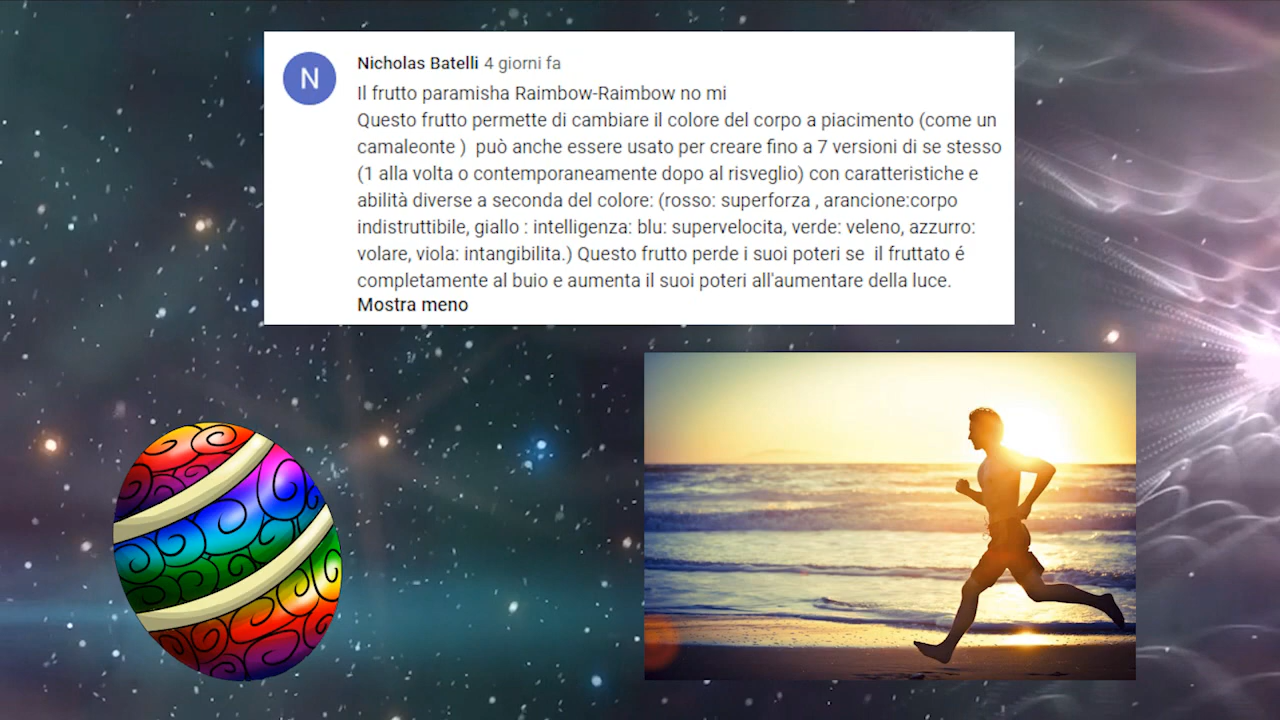 N
Nicholas Batelli 4 giorni fa
Il frutto paramisha Raimbow-Raimbow no mi
Questo frutto permette di cambiare il colore del corpo a piacimento (come un
camaleonte ) può anche essere usato per creare fino a 7 versioni di se stesso
(1 alla volta o contemporaneamente dopo al risveglio) con caratteristiche e
abilità diverse a seconda del colore: (rosso: superforza , arancione:corpo
indistruttibile, giallo : intelligenza: blu: supervelocita, verde: veleno, azzurro:
volare, viola: intangibilita.) Questo frutto perde i suoi poteri se il fruttato é
completamente al buio e aumenta il suoi poteri all'aumentare della luce.
Mostra meno